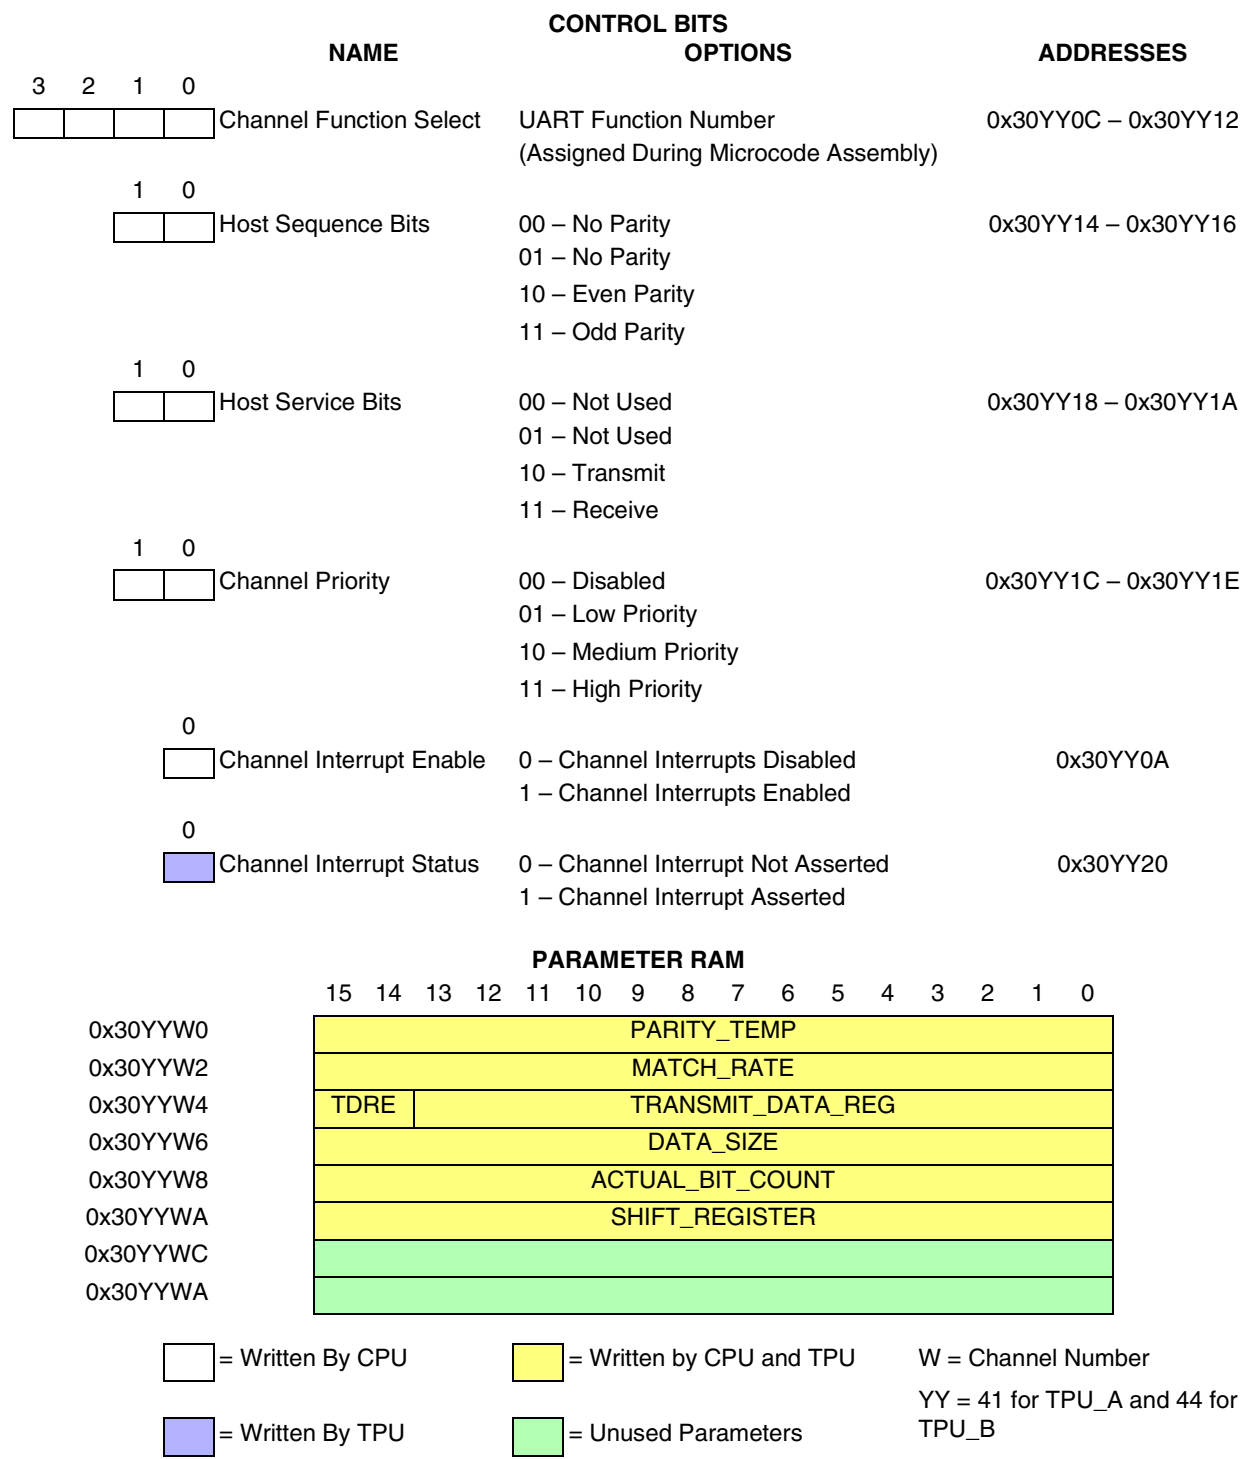 CONTROL BITS
NAME OPTIONS ADDRESSES
3 2 1 0
Channel Function Select UART Function Number 0x30YY0C – 0x30YY12
(Assigned During Microcode Assembly)
1 0
Host Sequence Bits 00 – No Parity 0x30YY14 – 0x30YY16
01 – No Parity
10 – Even Parity
11 – Odd Parity
1 0
Host Service Bits 00 – Not Used 0x30YY18 – 0x30YY1A
01 – Not Used
10 – Transmit
11 – Receive
1 0
Channel Priority 00 – Disabled 0x30YY1C – 0x30YY1E
01 – Low Priority
10 – Medium Priority
11 – High Priority
0
Channel Interrupt Enable 0 – Channel Interrupts Disabled 0x30YY0A
1 – Channel Interrupts Enabled
0
Channel Interrupt Status 0 – Channel Interrupt Not Asserted 0x30YY20
1 – Channel Interrupt Asserted
PARAMETER RAM
15 14 13 12 11 10 9 8 7 6 5 4 3 2 1 0
0x30YYW0 PARITY_TEMP
0x30YYW2 MATCH_RATE
0x30YYW4 TDRE TRANSMIT_DATA_REG
0x30YYW6 DATA_SIZE
0x30YYW8 ACTUAL_BIT_COUNT
0x30YYWA SHIFT_REGISTER
0x30YYWC
0x30YYWA
= Written By CPU = Written by CPU and TPU W = Channel Number
YY = 41 for TPU_A and 44 for
= Written By TPU = Unused Parameters TPU_B